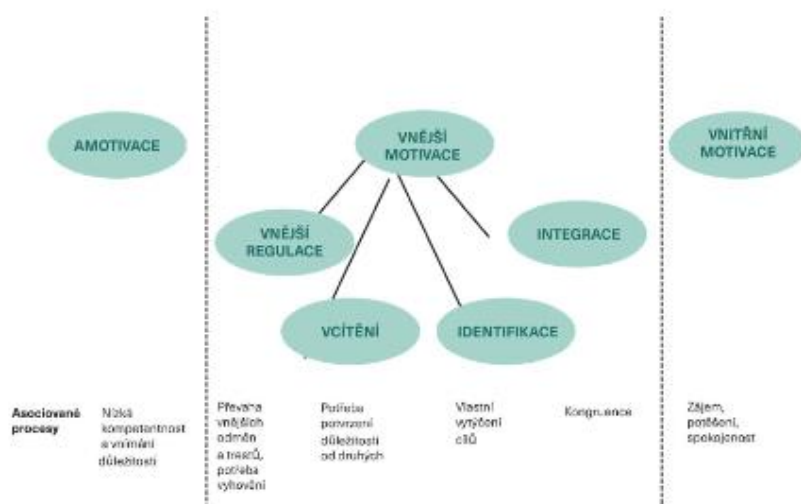 AMOTIVACE
VNĚJŠÍ
MOTIVACE
VNITŘNÍ
MOTIVACE
VNĚJŠÍ
REGULACE
INTEGRACE
VCÍTĚNÍ
IDENTIFIKACE
Asociované
procesy
Nízká
kompetentnost
a vnímání
důležitosti
Převaha
vnějších
odměn
a trestů,
potřeba
vyhovění
Potřeba
potvrzení
důležitosti
od druhých
Vlastní
vytýčení
cílů
Kongruence
Zájem,
potěšení,
spokojenost